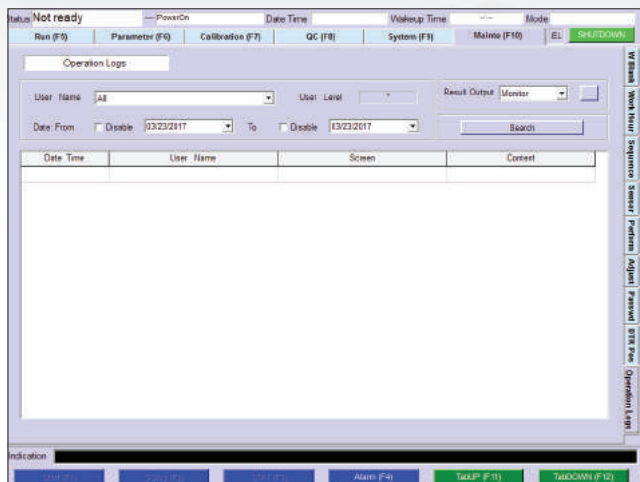 Status Not ready --- PowerOn Date Time Wakeup Time --:-- Mode
Run (F5) Parameter (F6) Calibration (F7) QC (F8) System (F9) Mainte (F10) EL SHUTDOWN
Operation Logs
User Name All User Level * Result Output Monitor
Date: From Disable 03/23/2017 To Disable 03/23/2017 Search
Date Time User Name Screen Content
W Blank
Work Hour
Sequence
Sensor
Perform
Adjust
Passwd
BTR Pos
Operation Logs
Indication
Alarm (F4) TabUP (F11) TabDOWN (F12)